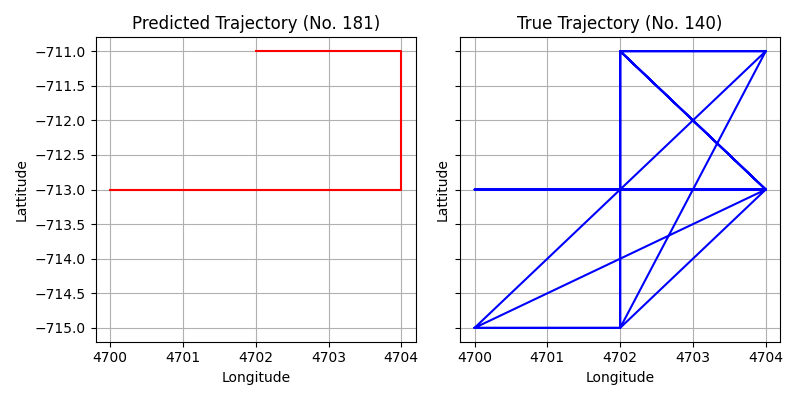 Predicted Trajectory (No. 181)
True Trajectory (No. 140)
Lattitude
−711.0
−711.5
−712.0
−712.5
−713.0
−713.5
−714.0
−714.5
−715.0
4700 4701 4702 4703 4704
Longitude
Lattitude
4700 4701 4702 4703 4704
Longitude